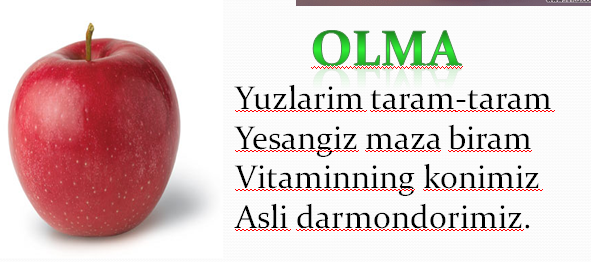 OLMA
Yuzlarim taram-taram
Yesangiz maza biram
Vitaminning konimiz
Asli darmondorimiz.